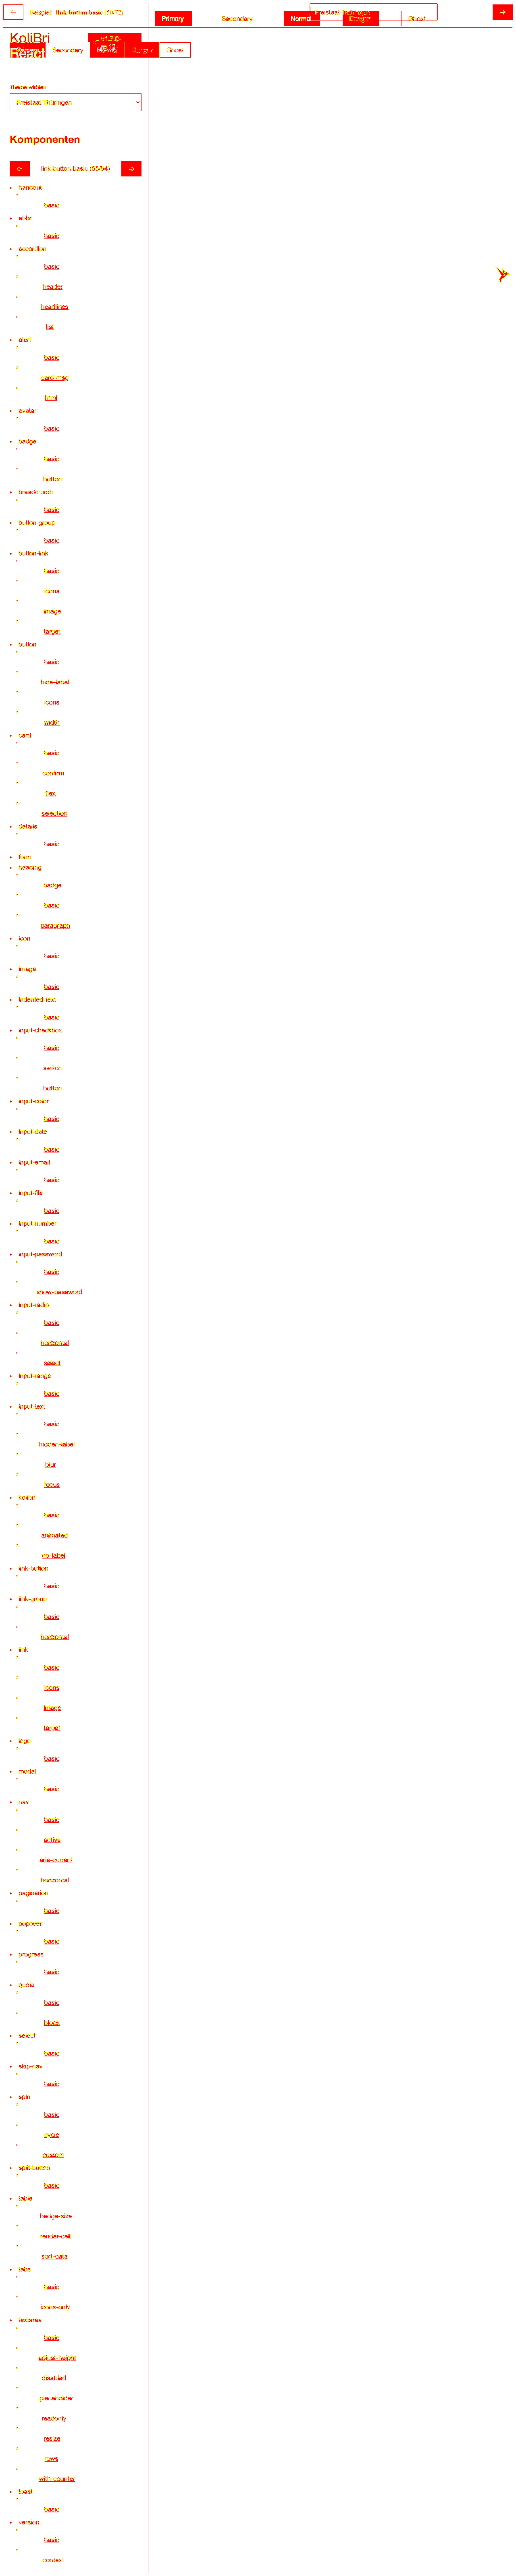 Beispiel: link-button basic (50/72)
Primary
Secondary
Normal
Danger
Ghost
Freistaat Thüringen
KoliBri
React
v1.7.0-
Primary
Secondary
Normal
Danger
Ghost
Theme wählen
Freistaat Thüringen
Komponenten
link-button basic (55/94)
handout
basic
abbr
basic
accordion
basic
header
headlines
list
alert
basic
card-msg
html
avatar
basic
badge
basic
button
breadcrumb
basic
button-group
basic
button-link
basic
icons
image
target
button
basic
hide-label
icons
width
card
basic
confirm
flex
selection
details
basic
form
heading
badge
basic
paragraph
icon
basic
image
basic
indented-text
basic
input-checkbox
basic
switch
button
input-color
basic
input-date
basic
input-email
basic
input-file
basic
input-number
basic
input-password
basic
show-password
input-radio
basic
horizontal
select
input-range
basic
input-text
basic
hidden-label
blur
focus
kolibri
basic
animated
no-label
link-button
basic
link-group
basic
horizontal
link
basic
icons
image
target
logo
basic
modal
basic
nav
basic
active
aria-current
horizontal
pagination
basic
popover
basic
progress
basic
quote
basic
block
select
basic
skip-nav
basic
spin
basic
cycle
custom
split-button
basic
table
badge-size
render-cell
sort-data
tabs
basic
icons-only
textarea
basic
adjust-height
disabled
placeholder
readonly
resize
rows
with-counter
toast
basic
version
basic
context